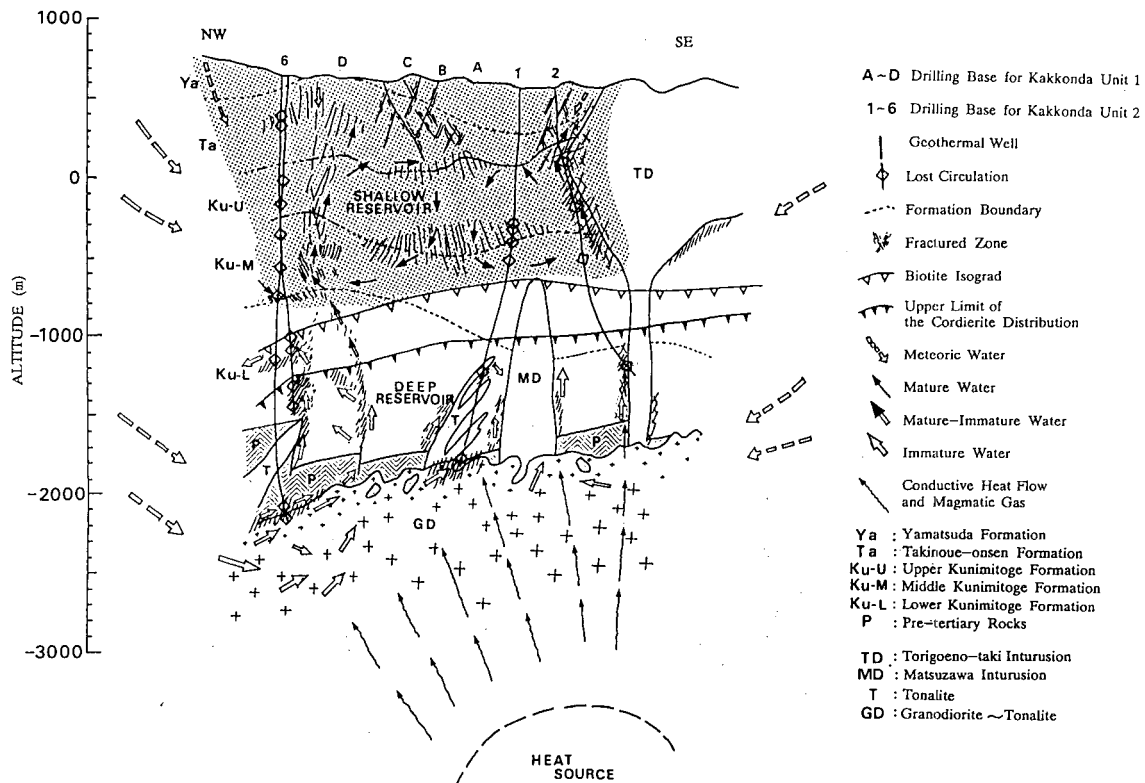 1000
NW
SE
6
D
C
B
A
1
2
Ya
Ta
0
TD
SHALLOW
RESERVOIR
Ku-U
Ku-M
ALTITUDE (m)
-1000
Ku-L
DEEP
RESERVOIR
MD
T
P
T
P
P
-2000
GD
-3000
HEAT
SOURCE
A~D Drilling Base for Kakkonda Unit 1
1~6 Drilling Base for Kakkonda Unit 2
Geothermal Well
Lost Circulation
Formation Boundary
Fractured Zone
Biotite Isograd
Upper Limit of
the Cordierite Distribution
Meteoric Water
Mature Water
Mature-Immature Water
Immature Water
Conductive Heat Flow
and Magmatic Gas
Ya : Yamatsuda Formation
Ta : Takinoue-onsen Formation
Ku-U : Upper Kunimitoge Formation
Ku-M : Middle Kunimitoge Formation
Ku-L : Lower Kunimitoge Formation
P : Pre-tertiary Rocks
TD : Torigoeno-taki Inturusion
MD : Matsuzawa Inturusion
T : Tonalite
GD : Granodiorite ~ Tonalite